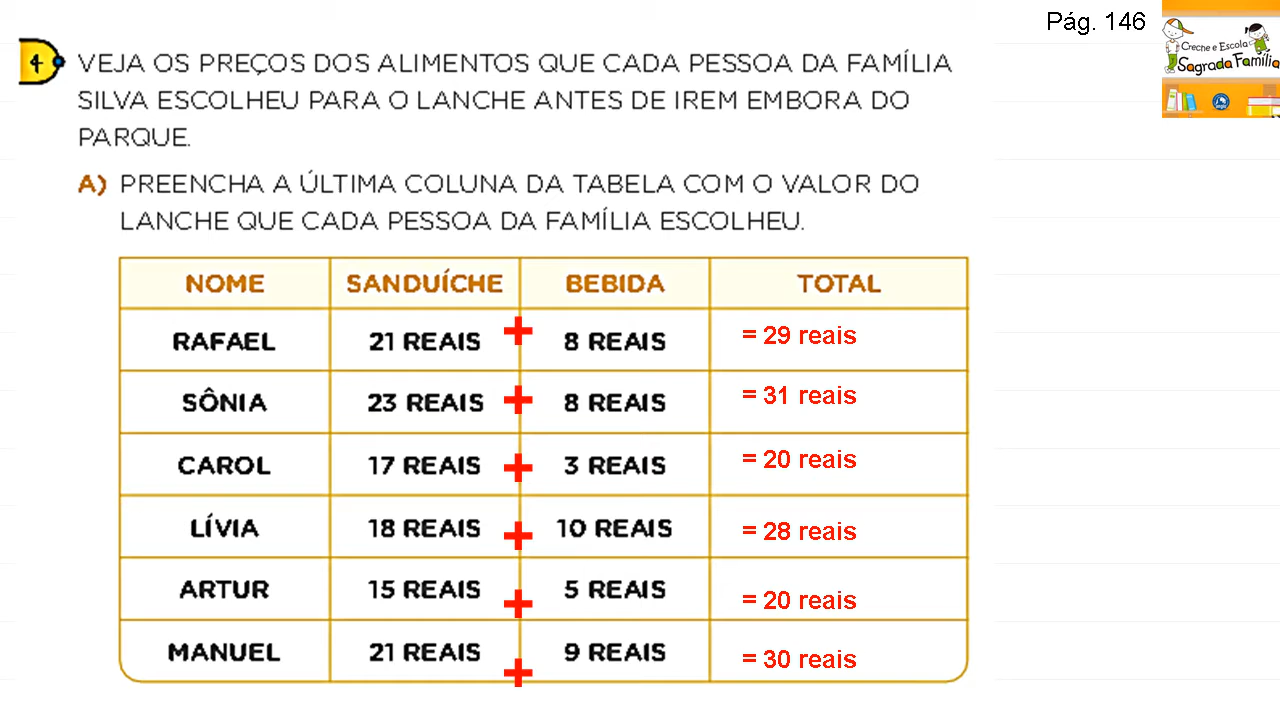 Pág. 146
Creche e Escola
Sagrada Família
4 VEJA OS PREÇOS DOS ALIMENTOS QUE CADA PESSOA DA FAMÍLIA
SILVA ESCOLHEU PARA O LANCHE ANTES DE IREM EMBORA DO
PARQUE.
A) PREENCHA A ÚLTIMA COLUNA DA TABELA COM O VALOR DO
LANCHE QUE CADA PESSOA DA FAMÍLIA ESCOLHEU.
NOME SANDUÍCHE BEBIDA TOTAL
RAFAEL 21 REAIS + 8 REAIS = 29 reais
SÔNIA 23 REAIS + 8 REAIS = 31 reais
CAROL 17 REAIS + 3 REAIS = 20 reais
LÍVIA 18 REAIS + 10 REAIS = 28 reais
ARTUR 15 REAIS + 5 REAIS = 20 reais
MANUEL 21 REAIS + 9 REAIS = 30 reais